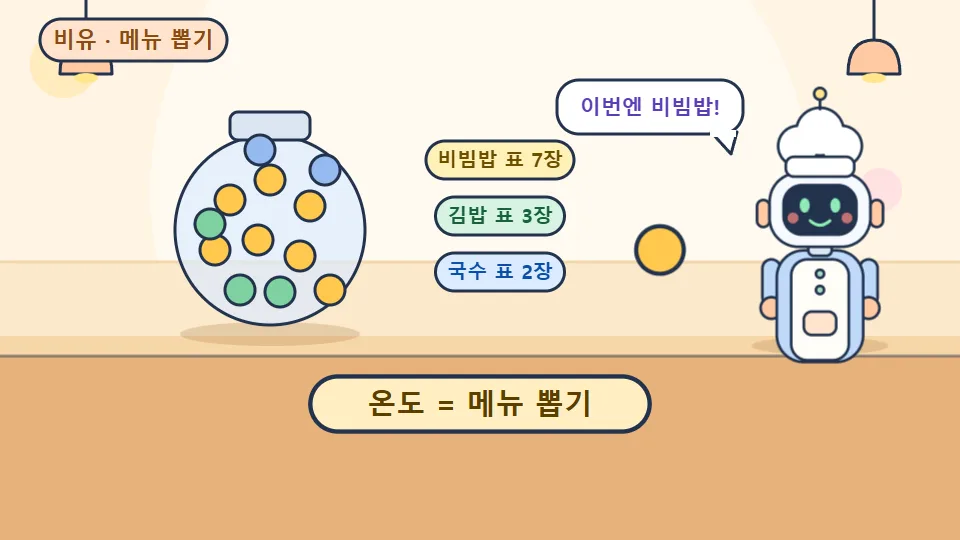 비유 · 메뉴 뽑기
이번엔 비빔밥!
비빔밥 표 7장
김밥 표 3장
국수 표 2장
온도 = 메뉴 뽑기